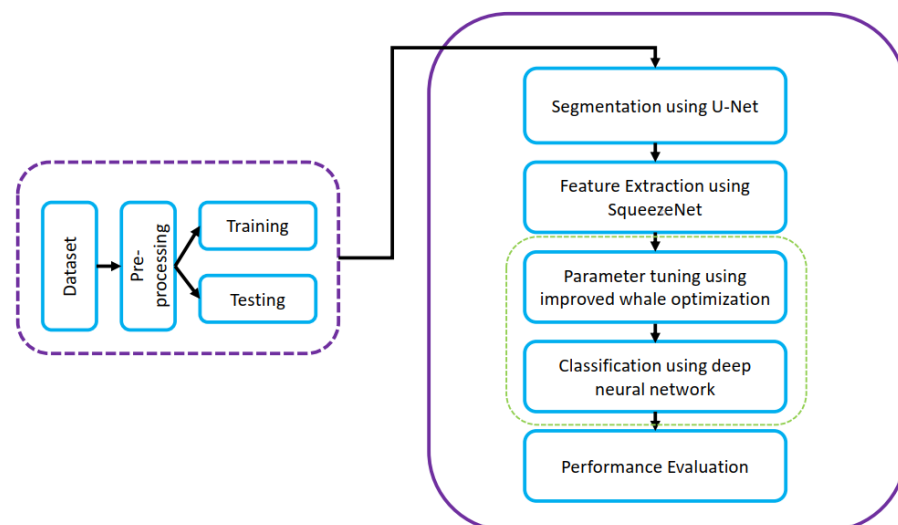 Dataset
Pre-
processing
Training
Testing
Segmentation using U-Net
Feature Extraction using
SqueezeNet
Parameter tuning using
improved whale optimization
Classification using deep
neural network
Performance Evaluation